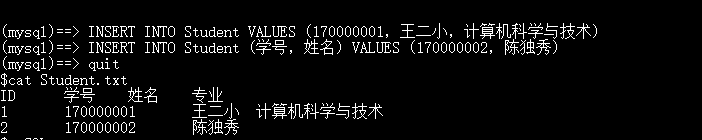 (mysql)==> INSERT INTO Student VALUES (170000001, 王二小, 计算机科学与技术)
(mysql)==> INSERT INTO Student (学号, 姓名) VALUES (170000002, 陈独秀)
(mysql)==> quit
$cat Student.txt
ID 学号 姓名 专业
1 170000001 王二小 计算机科学与技术
2 170000002 陈独秀